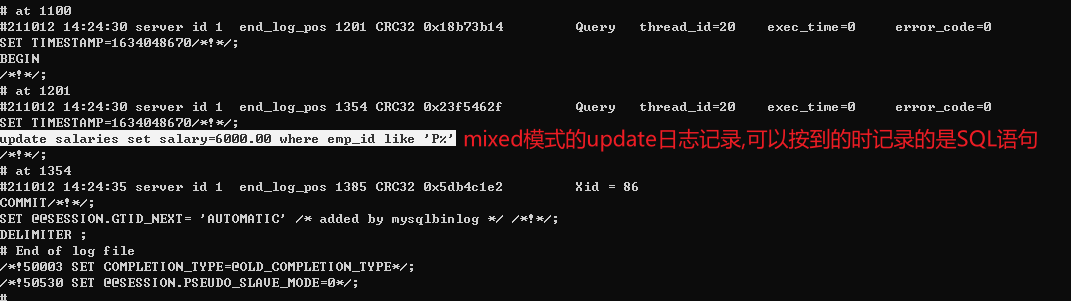 # at 1100
#211012 14:24:30 server id 1  end_log_pos 1201 CRC32 0x18b73b14         Query   thread_id=20    exec_time=0     error_code=0
SET TIMESTAMP=1634048670/*!*/;
BEGIN
/*!*/;
# at 1201
#211012 14:24:30 server id 1  end_log_pos 1354 CRC32 0x23f5462f         Query   thread_id=20    exec_time=0     error_code=0
SET TIMESTAMP=1634048670/*!*/;
update salaries set salary=6000.00 where emp_id like 'P%' mixed模式的update日志记录,可以按到的时记录的是SQL语句
/*!*/;
# at 1354
#211012 14:24:35 server id 1  end_log_pos 1385 CRC32 0x5db4c1e2         Xid = 86
COMMIT/*!*/;
SET @@SESSION.GTID_NEXT= 'AUTOMATIC' /* added by mysqlbinlog */ /*!*/;
DELIMITER ;
# End of log file
/*!50003 SET COMPLETION_TYPE=@OLD_COMPLETION_TYPE*/;
/*!50530 SET @@SESSION.PSEUDO_SLAVE_MODE=0*/;
#